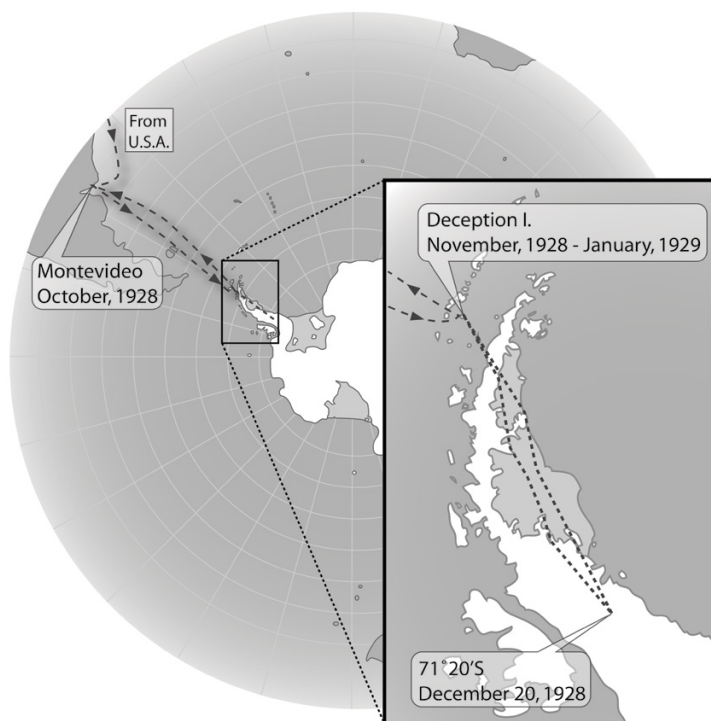 From
U.S.A.
Montevideo
October, 1928
Deception I.
November, 1928 - January, 1929
71°20'S
December 20, 1928